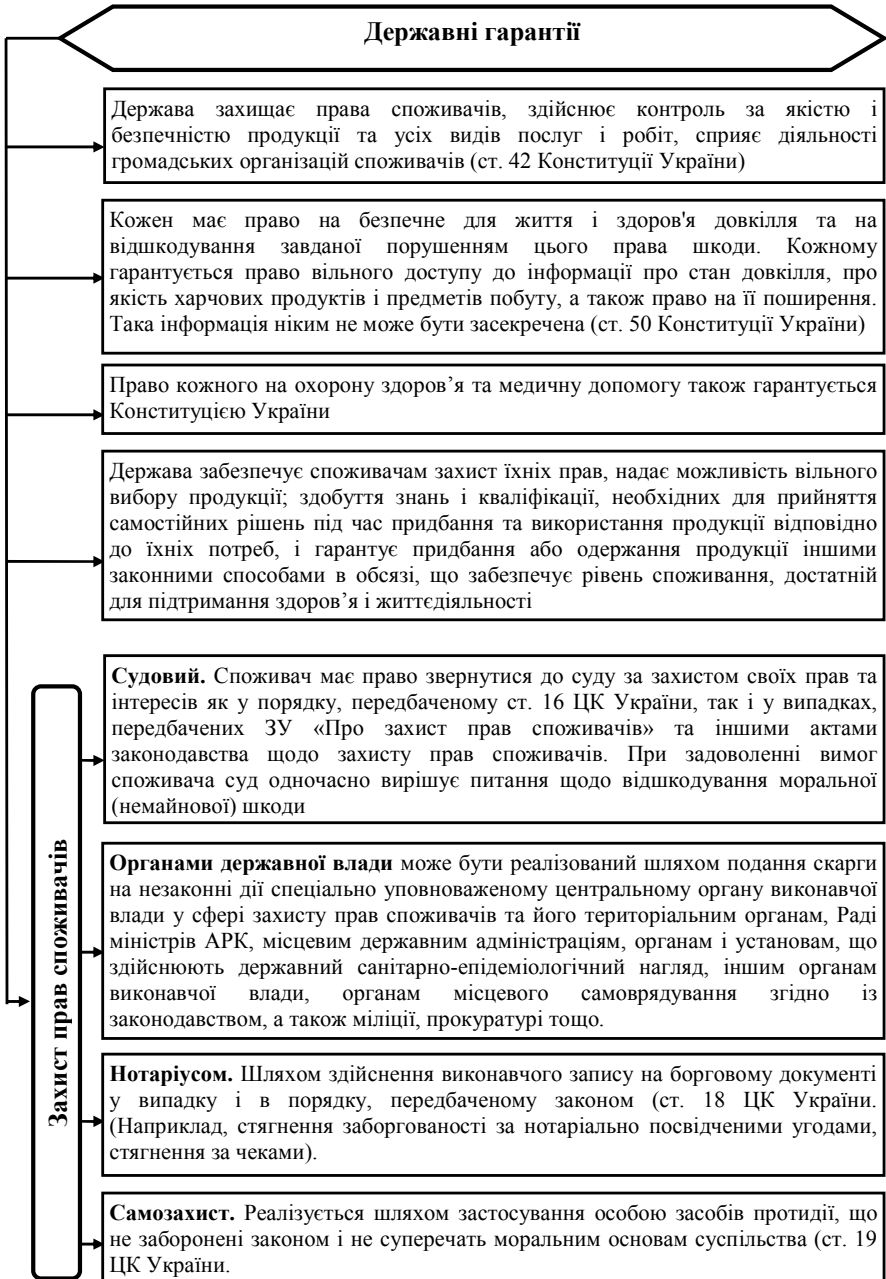 Державні гарантії
Держава захищає права споживачів, здійснює контроль за якістю і
безпечністю продукції та усіх видів послуг і робіт, сприяє діяльності
громадських організацій споживачів (ст. 42 Конституції України)
Кожен має право на безпечне для життя і здоров'я довкілля та на
відшкодування завданої порушенням цього права шкоди. Кожному
гарантується право вільного доступу до інформації про стан довкілля, про
якість харчових продуктів і предметів побуту, а також право на її поширення.
Така інформація ніким не може бути засекречена (ст. 50 Конституції України)
Право кожного на охорону здоров’я та медичну допомогу також гарантується
Конституцією України
Держава забезпечує споживачам захист їхніх прав, надає можливість вільного
вибору продукції; здобуття знань і кваліфікації, необхідних для прийняття
самостійних рішень під час придбання та використання продукції відповідно
до їхніх потреб, і гарантує придбання або одержання продукції іншими
законними способами в обсязі, що забезпечує рівень споживання, достатній
для підтримання здоров’я і життєдіяльності
Захист прав споживачів
Судовий. Споживач має право звернутися до суду за захистом своїх прав та
інтересів як у порядку, передбаченому ст. 16 ЦК України, так і у випадках,
передбачених ЗУ «Про захист прав споживачів» та іншими актами
законодавства щодо захисту прав споживачів. При задоволенні вимог
споживача суд одночасно вирішує питання щодо відшкодування моральної
(немайнової) шкоди
Органами державної влади може бути реалізований шляхом подання скарги
на незаконні дії спеціально уповноваженому центральному органу виконавчої
влади у сфері захисту прав споживачів та його територіальним органам, Раді
міністрів АРК, місцевим державним адміністраціям, органам і установам, що
здійснюють державний санітарно-епідеміологічний нагляд, іншим органам
виконавчої влади, органам місцевого самоврядування згідно із
законодавством, а також міліції, прокуратурі тощо.
Нотаріусом. Шляхом здійснення виконавчого запису на борговому документі
у випадку і в порядку, передбаченому законом (ст. 18 ЦК України.
(Наприклад, стягнення заборгованості за нотаріально посвідченими угодами,
стягнення за чеками).
Самозахист. Реалізується шляхом застосування особою засобів протидії, що
не заборонені законом і не суперечать моральним основам суспільства (ст. 19
ЦК України.